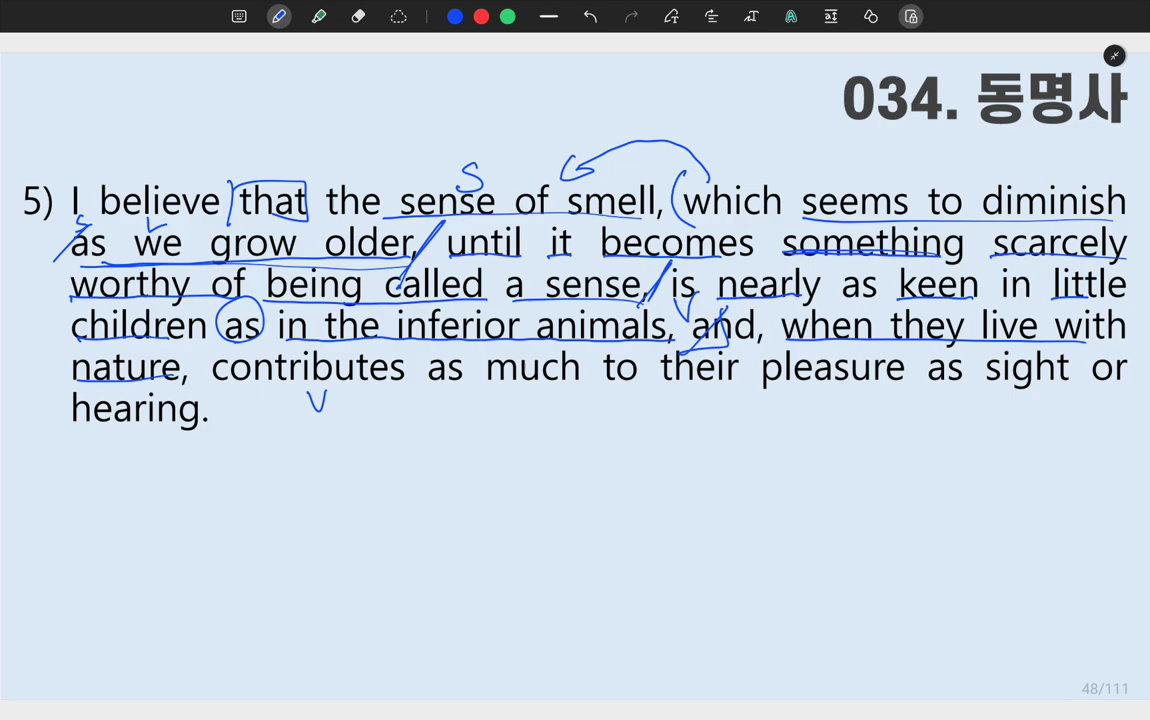 034. 동명사
S
5) I believe that the sense of smell, which seems to diminish
s v
as we grow older, until it becomes something scarcely
worthy of being called a sense, is nearly as keen in little
V
children as in the inferior animals, and, when they live with
nature, contributes as much to their pleasure as sight or
V
hearing.
48/111